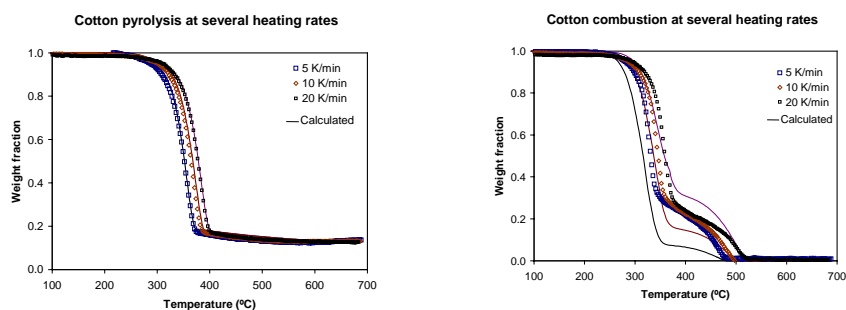 Cotton pyrolysis at several heating rates
1.0
0.8
0.6
0.4
0.2
0.0
Weight fraction
5 K/min
10 K/min
20 K/min
Calculated
100 200 300 400 500 600 700
Temperature (ºC)
Cotton combustion at several heating rates
1.0
0.8
0.6
0.4
0.2
0.0
Weight fraction
5 K/min
10 K/min
20 K/min
Calculated
100 200 300 400 500 600 700
Temperature (ºC)